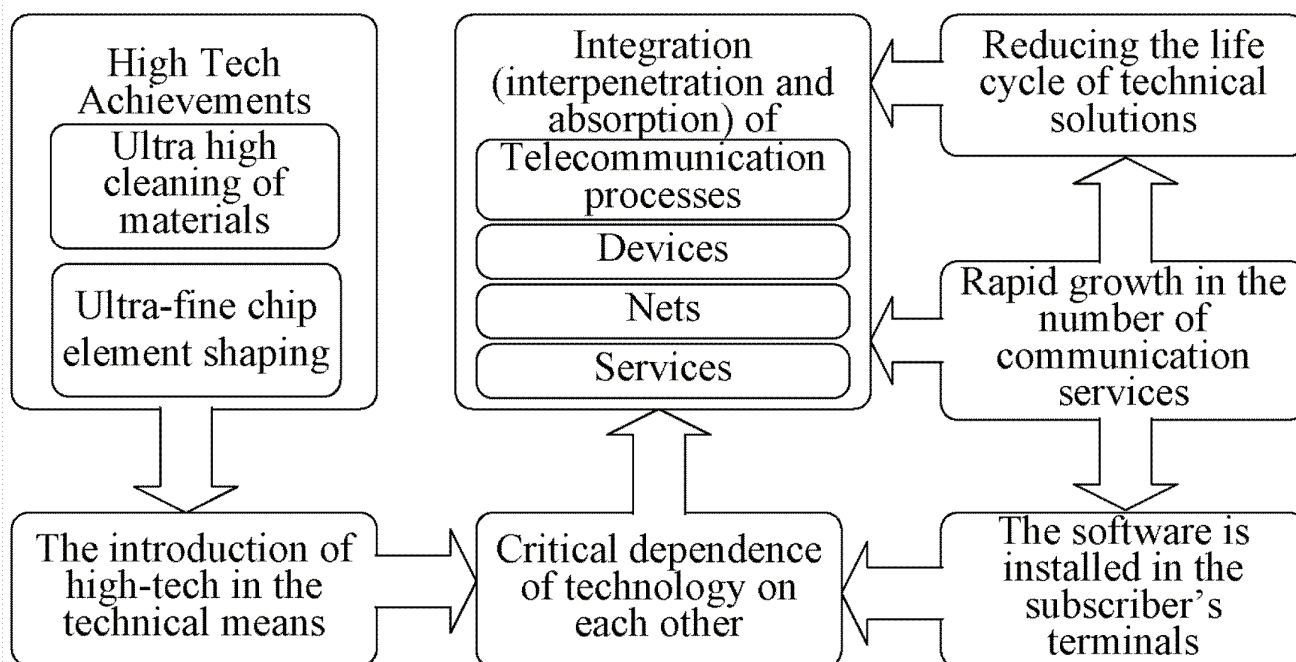 High Tech
Achievements
Ultra high
cleaning of
materials
Ultra-fine chip
element shaping
Integration
(interpenetration and
absorption) of
Telecommunication
processes
Devices
Nets
Services
Reducing the life
cycle of technical
solutions
Rapid growth in the
number of
communication
services
The introduction of
high-tech in the
technical means
Critical dependence
of technology on
each other
The software is
installed in the
subscriber’s
terminals